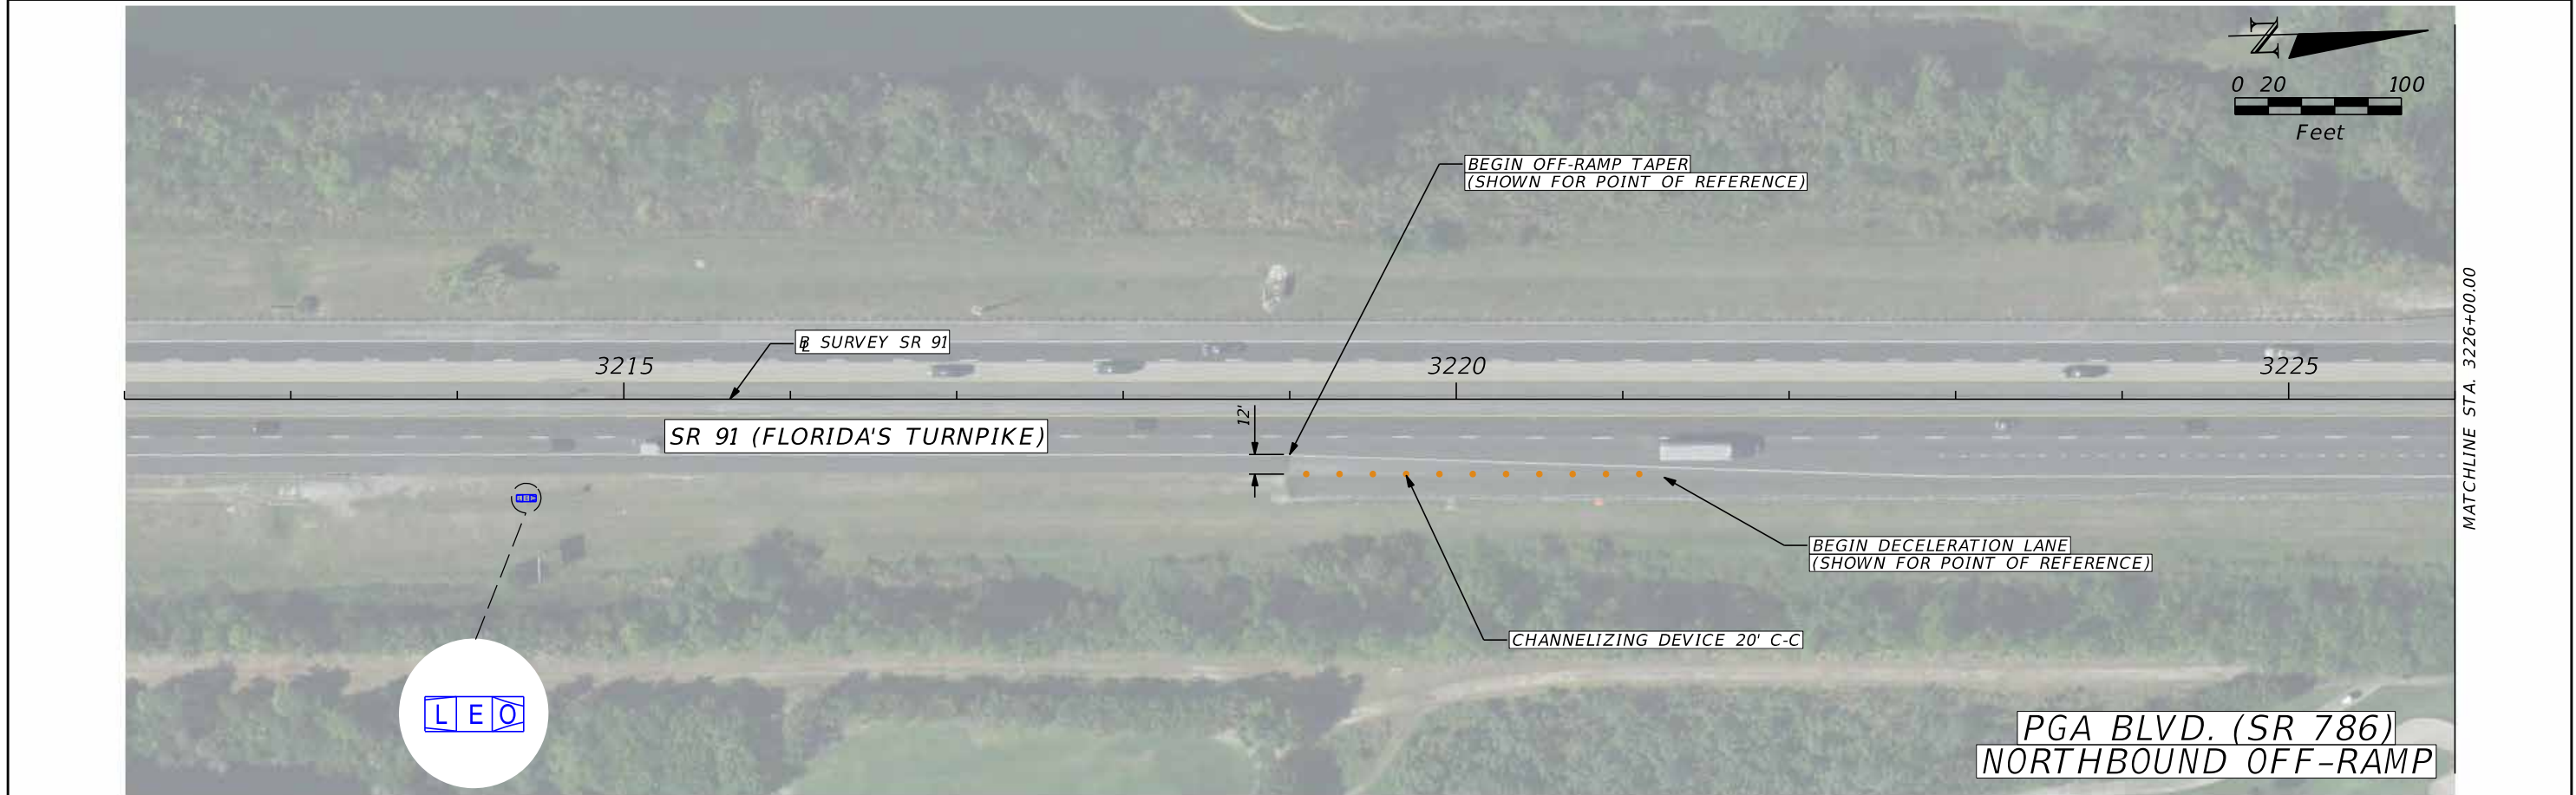 N
0 20 100
Feet
BEGIN OFF-RAMP TAPER
(SHOWN FOR POINT OF REFERENCE)
BL SURVEY SR 91
3215
3220
3225
MATCHLINE STA. 3226+00.00
12'
SR 91 (FLORIDA'S TURNPIKE)
LEO
BEGIN DECELERATION LANE
(SHOWN FOR POINT OF REFERENCE)
CHANNELIZING DEVICE 20' C-C
L E O
PGA BLVD. (SR 786)
NORTHBOUND OFF-RAMP